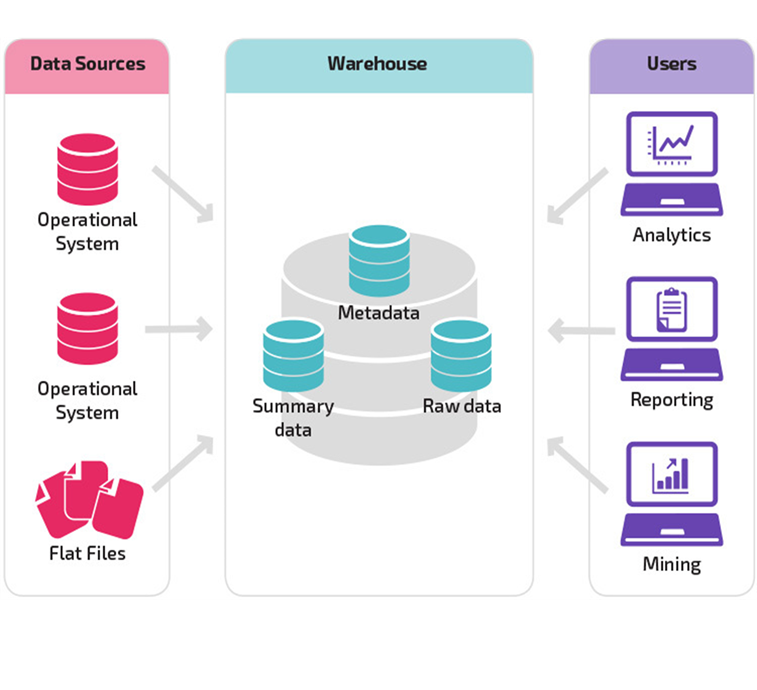 Data Sources
Operational
System
Operational
System
Flat Files
Warehouse
Metadata
Summary
data
Raw data
Users
Analytics
Reporting
Mining